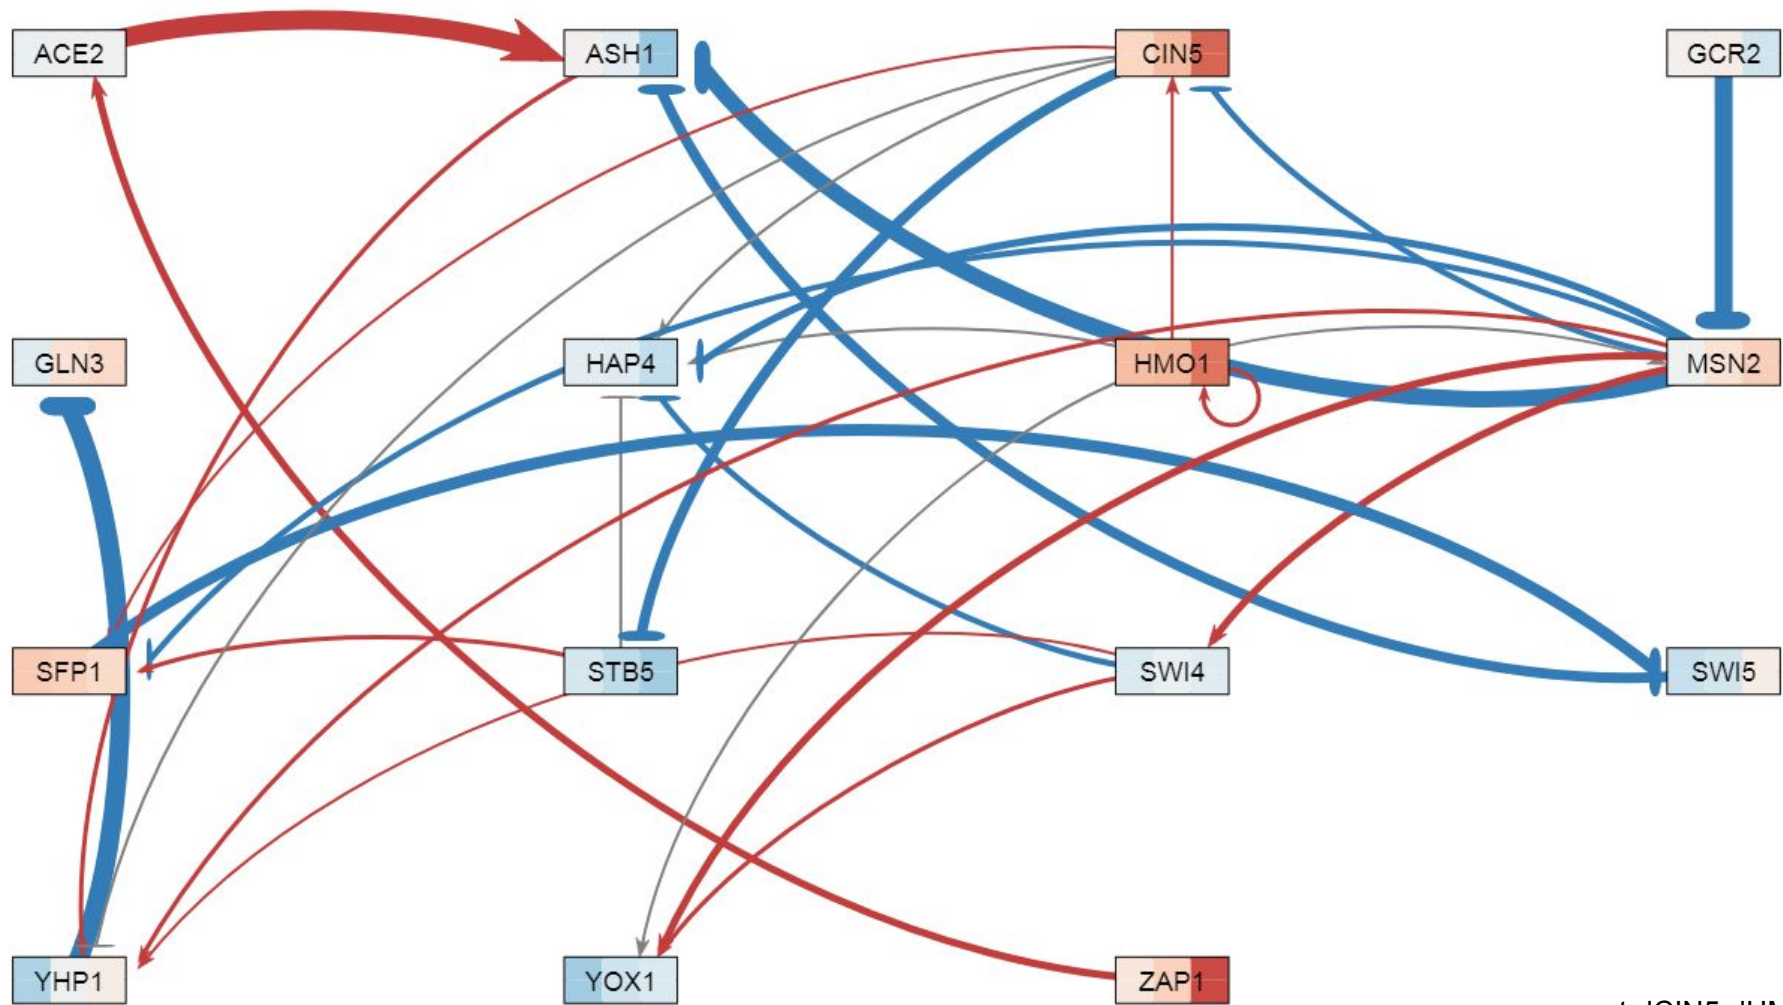 ACE2 ASH1 CIN5 GCR2
GLN3 HAP4 HMO1 MSN2
SFP1 STB5 SWI4 SWI5
YHP1 YOX1 ZAP1